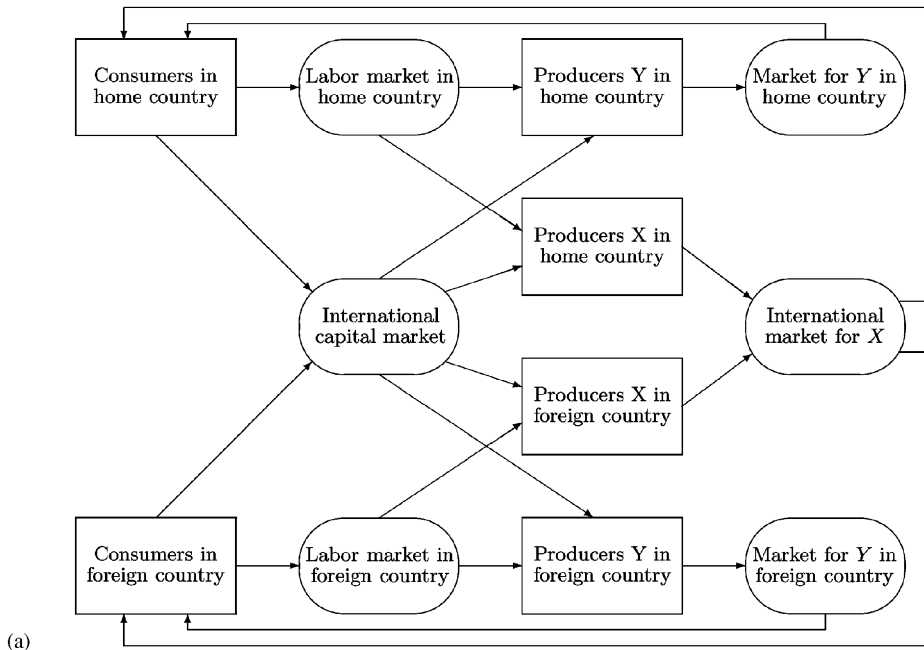 Consumers in
home country
Labor market in
home country
Producers Y in
home country
Market for Y in
home country
Producers X in
home country
International
capital market
International
market for X
Producers X in
foreign country
Consumers in
foreign country
Labor market in
foreign country
Producers Y in
foreign country
Market for Y in
foreign country
(a)